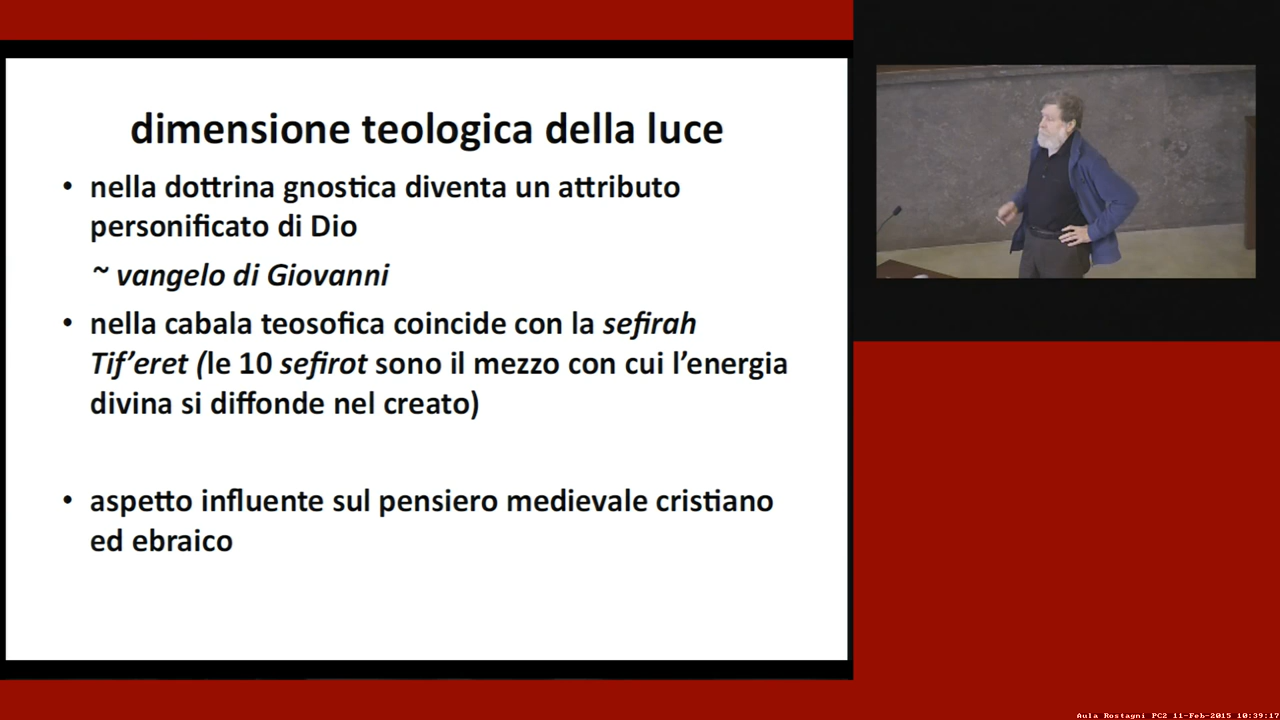 dimensione teologica della luce
• nella dottrina gnostica diventa un attributo
personificato di Dio
~ vangelo di Giovanni
• nella cabala teosofica coincide con la sefirah
Tif’eret (le 10 sefirot sono il mezzo con cui l’energia
divina si diffonde nel creato)
• aspetto influente sul pensiero medievale cristiano
ed ebraico
Aula Rostagni PC2 11-Feb-2015 10:39:17